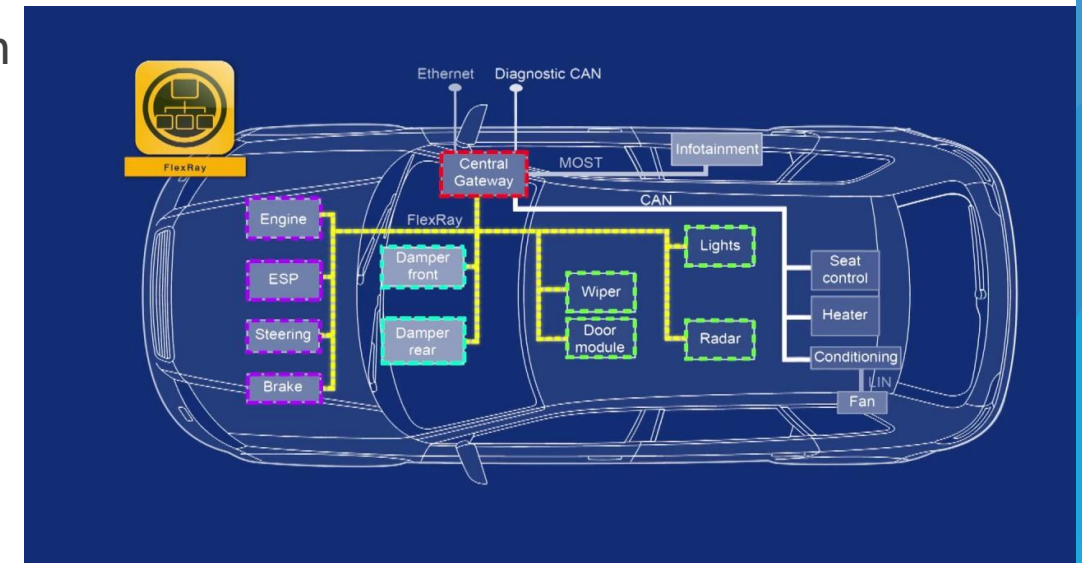 n
Ethernet Diagnostic CAN
FlexRay
Central
Gateway
MOST
Infotainment
CAN
Engine
FlexRay
Damper
front
Lights
ESP
Seat
control
Wiper
Heater
Steering
Damper
rear
Door
module
Radar
Conditioning
Brake
LIN
Fan